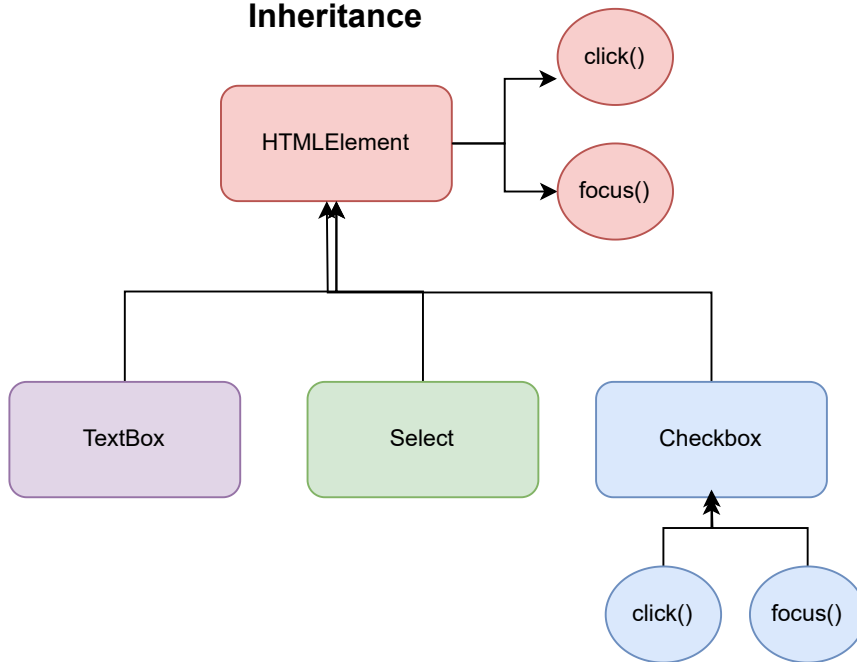 Inheritance
click()
HTMLElement
focus()
TextBox
Select
Checkbox
click()
focus()